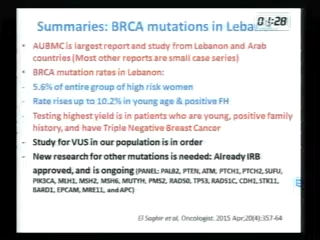 Summaries: BRCA mutations in Leba
01:28
• AUBMC is largest report and study from Lebanon and Arab
countries (Most other reports are small case series)
• BRCA mutation rates in Lebanon:
- 5.6% of entire group of high risk women
- Rate rises up to 10.2% in young age & positive FH
- Testing highest yield is in patients who are young, positive family
history, and have Triple Negative Breast Cancer
- Study for VUS in our population is in order
- New research for other mutations is needed: Already IRB
approved, and is ongoing (PANEL: PALB2, PTEN, ATM, PTCH1, PTCH2, SUFU,
PIK3CA, MLH1, MSH2, MSH6, MUTYH, PMS2, RAD50, TP53, RAD51C, CDH1, STK11,
BARD1, EPCAM, MRE11, and APC)
El Saghir et al, Oncologist. 2015 Apr;20(4):357-64